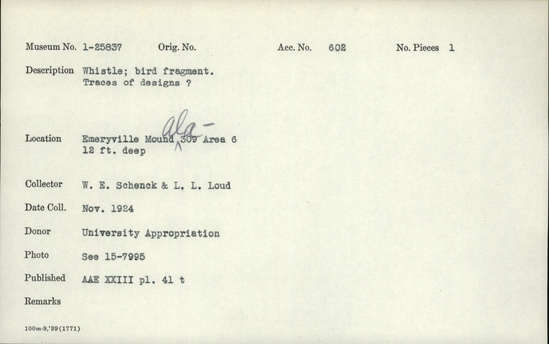 Museum No. 1-25837 Orig. No. Acc. No. 602 No. Pieces 1
Description Whistle; bird fragment.
Traces of designs ?
Ala-
Location Emeryville Mound ^ 309 Area 6
12 ft. deep
Collector W. E. Schenck & L. L. Loud
Date Coll. Nov. 1924
Donor University Appropriation
Photo See 15-7995
Published AAE XXIII pl. 41 t
Remarks
100m-9,'39(1771)